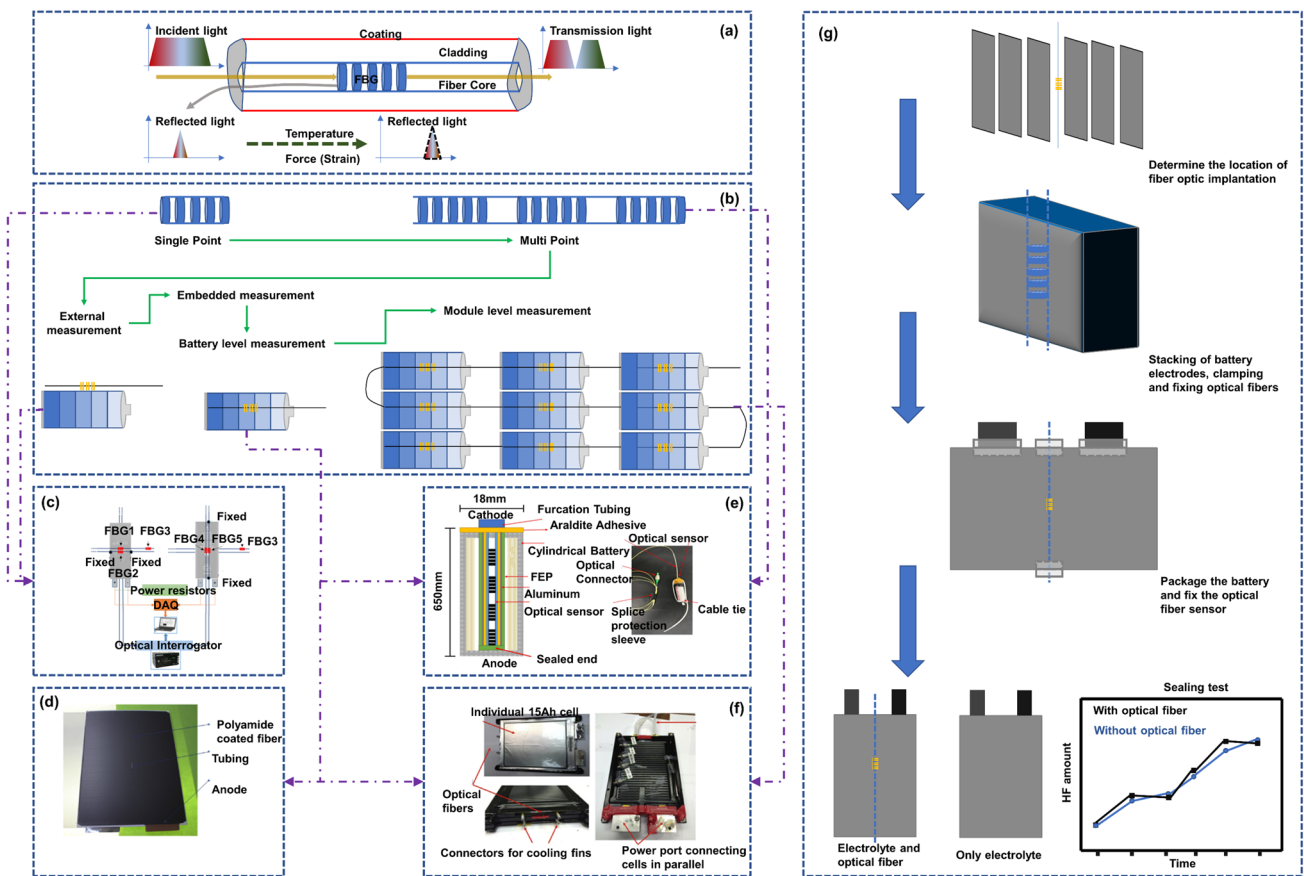 (a)
Incident light
Coating
Transmission light
Cladding
FBG
Fiber Core
Reflected light
Temperature
Force (Strain)
Reflected light
(b)
Single Point
Multi Point
External
measurement
Embedded measurement
Battery level measurement
Module level measurement
(c)
Fixed
FBG1
FBG3
FBG4
FBG5
FBG3
Fixed
Fixed
FBG2
Fixed
Power resistors
DAQ
Optical Interrogator
(d)
Polyamide
coated fiber
Tubing
Anode
(e)
18mm
Cathode
650mm
Furcation Tubing
Araldite Adhesive
Cylindrical Battery
FEP
Aluminum
Optical sensor
Sealed end
Anode
Optical sensor
Optical
Connector
Splice
protection
sleeve
Cable tie
(f)
Individual 15Ah cell
Optical
fibers
Connectors for cooling fins
Power port connecting
cells in parallel
(g)
Determine the location of
fiber optic implantation
Stacking of battery
electrodes, clamping
and fixing optical fibers
Package the battery
and fix the optical
fiber sensor
Electrolyte and
optical fiber
Only electrolyte
Sealing test
With optical fiber
Without optical fiber
HF amount
Time